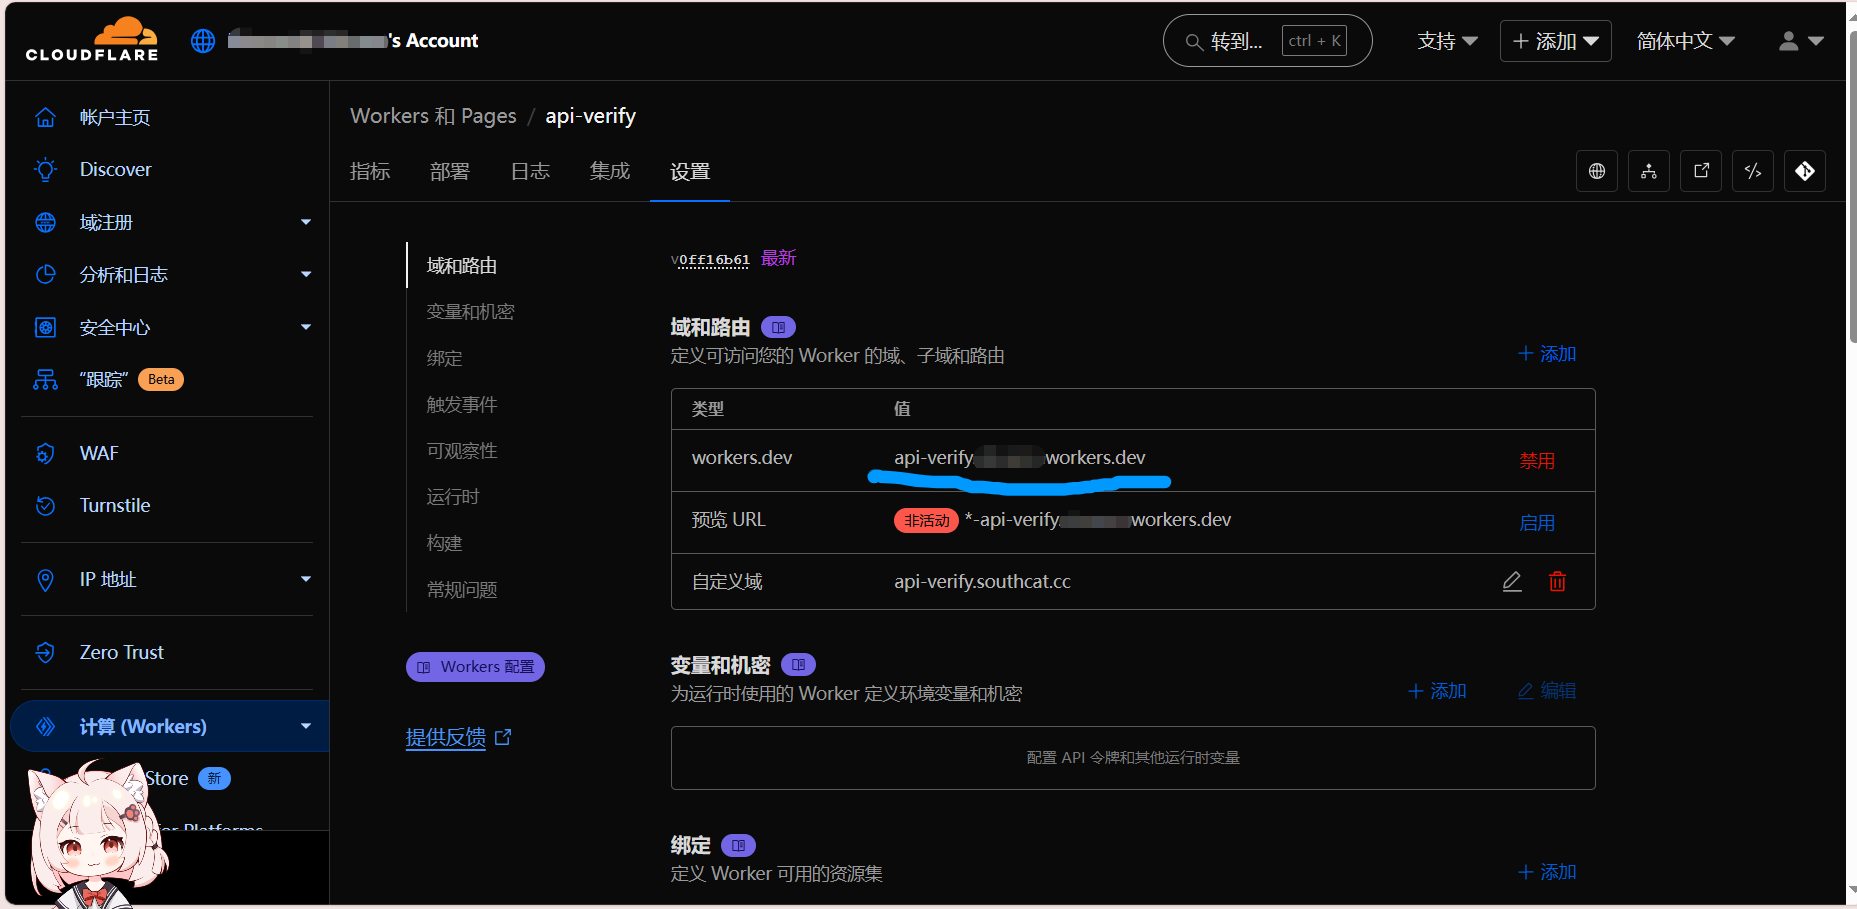 CLOUDFLARE
's Account
转到... ctrl + K
支持
+ 添加
简体中文
帐户主页
Discover
域注册
分析和日志
安全中心
“跟踪” Beta
WAF
Turnstile
IP 地址
Zero Trust
计算 (Workers)
Store 新
for Platforms
Workers 和 Pages / api-verify
指标 部署 日志 集成 设置
域和路由
变量和机密
绑定
触发事件
可观察性
运行时
构建
常规问题
Workers 配置
提供反馈
v0ff16b61 最新
域和路由
定义可访问您的 Worker 的域、子域和路由
+ 添加
类型 值
workers.dev api-verify workers.dev 禁用
预览 URL 非活动 *-api-verify workers.dev 启用
自定义域 api-verify.southcat.cc
变量和机密
为运行时使用的 Worker 定义环境变量和机密
+ 添加 编辑
配置 API 令牌和其他运行时变量
绑定
定义 Worker 可用的资源集
+ 添加